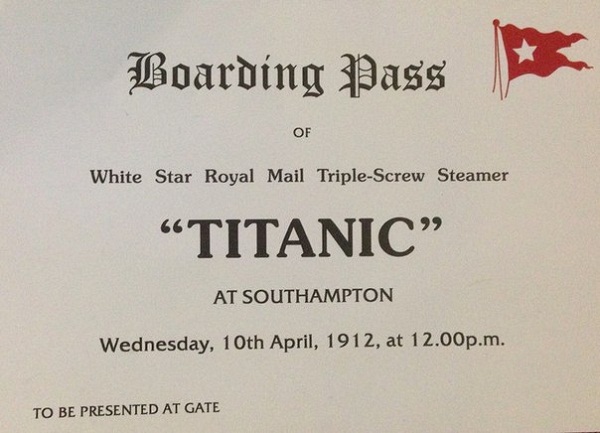 Boarding Pass
OF
White Star Royal Mail Triple-Screw Steamer
“TITANIC”
AT SOUTHAMPTON
Wednesday, 10th April, 1912, at 12.00p.m.
TO BE PRESENTED AT GATE